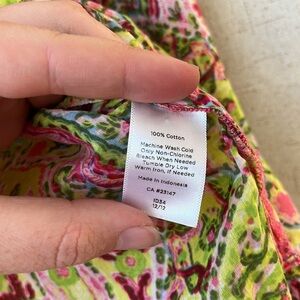 100% Cotton
Machine Wash Cold
Only Non-Chlorine
Bleach When Needed
Tumble Dry Low
Warm Iron, If Needed
Made In Indonesia
CA #23147
1D34
12/12